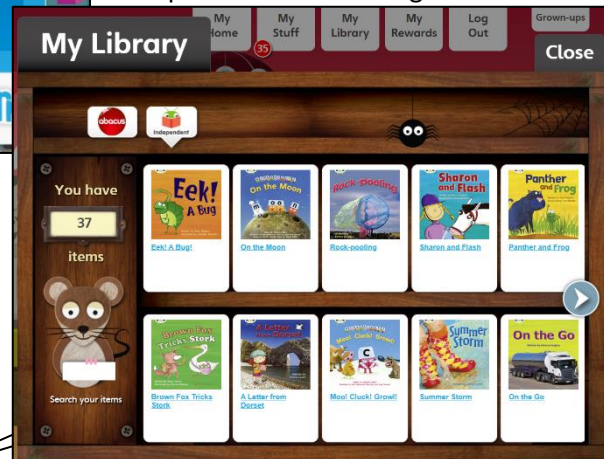 My Library
My
Home
My
Stuff
35
My
Library
My
Rewards
Log
Out
Grown-ups
Close
abacus
Independent
You have
37
items
Search your items
Eek!
A Bug
Eek! A Bug!
On the Moon
On the Moon
Rock-pooling
Rock-pooling
Sharon
and Flash
Sharon and Flash
Panther
and Frog
Panther and Frog
Brown Fox
Tricks Stork
Brown Fox Tricks
Stork
A Letter
from Dorset
A Letter from
Dorset
Moo! Cluck! Growl!
Moo! Cluck! Growl!
Summer
Storm
Summer Storm
On the Go
On the Go